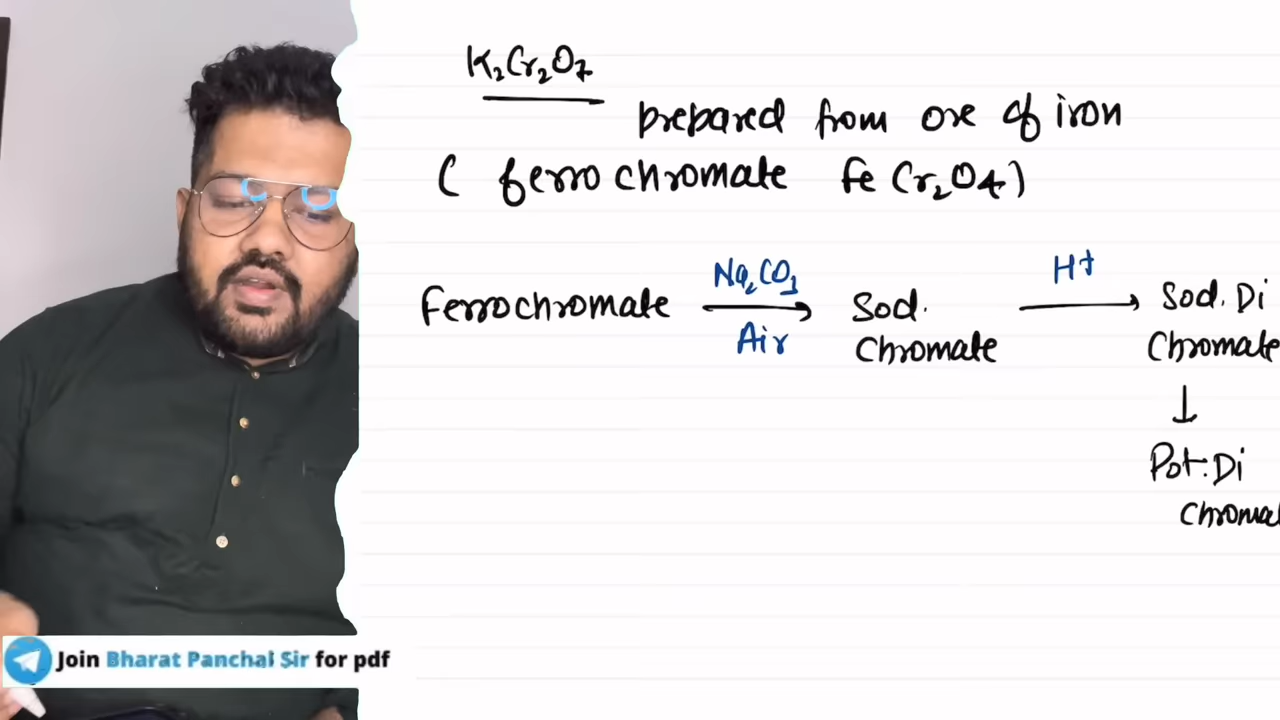 K₂Cr₂O₇
prepared from ore of iron
( ferrochromate Fe Cr₂O₄)
Ferrochromate Na₂CO₃ Air → Sod. Chromate H+ → Sod. Di Chromate
↓
Pot. Di
Chromat
Join Bharat Panchal Sir for pdf